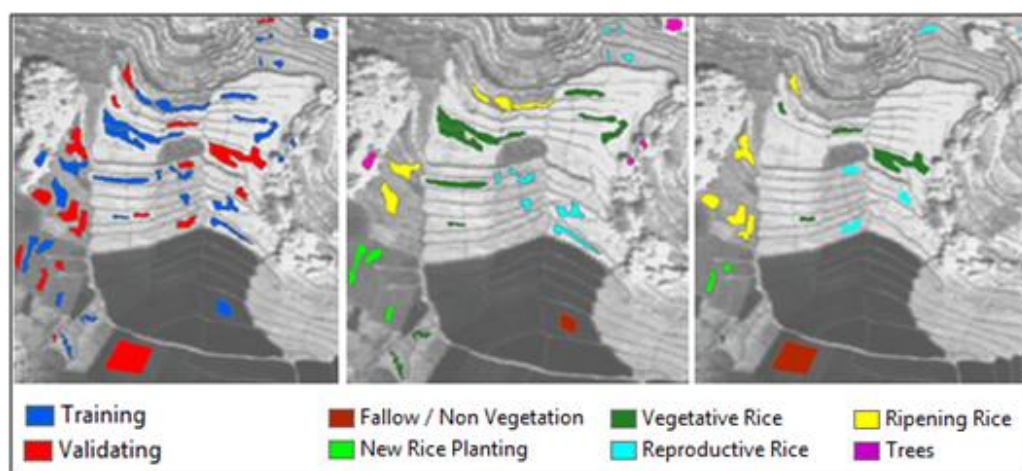 Training
Validating
Fallow / Non Vegetation
New Rice Planting
Vegetative Rice
Reproductive Rice
Ripening Rice
Trees